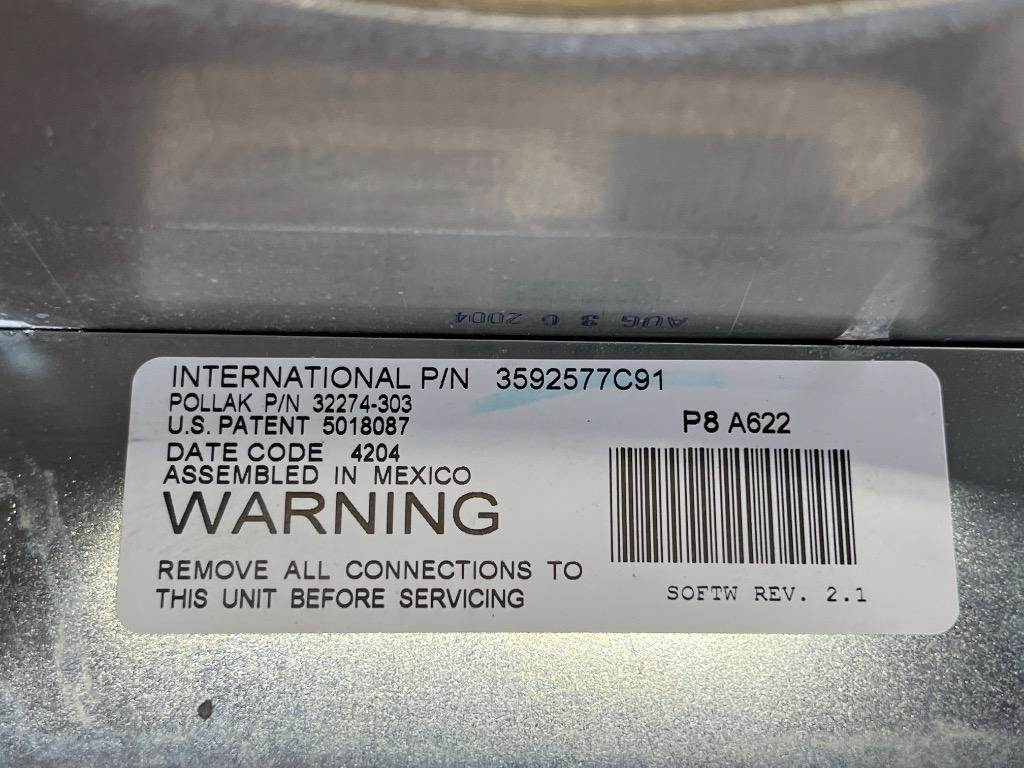 AUG 3 0 2004
INTERNATIONAL P/N 3592577C91
POLLAK P/N 32274-303
U.S. PATENT 5018087
DATE CODE 4204
ASSEMBLED IN MEXICO
WARNING
REMOVE ALL CONNECTIONS TO
THIS UNIT BEFORE SERVICING
P8 A622
SOFTW REV. 2.1